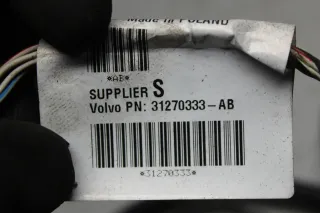 Made in POLAND
*AB*
SUPPLIER S
Volvo PN: 31270333-AB
*31270333*